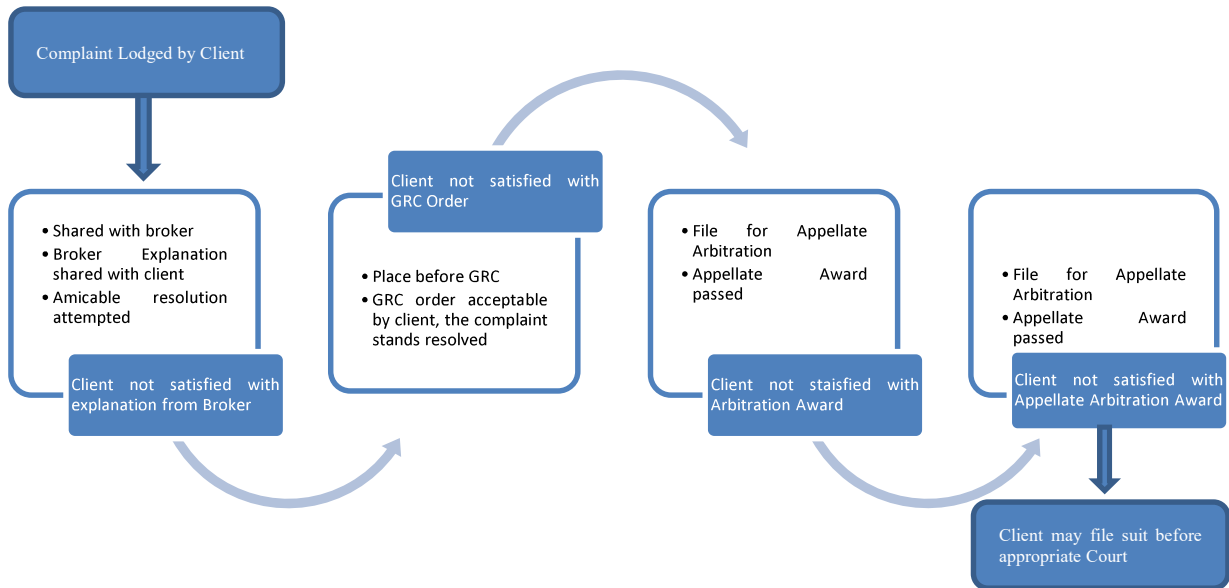 Complaint Lodged by Client
• Shared with broker
• Broker Explanation
shared with client
• Amicable resolution
attempted
Client not satisfied with
explanation from Broker
Client not satisfied with
GRC Order
• Place before GRC
• GRC order acceptable
by client, the complaint
stands resolved
• File for Appellate
Arbitration
• Appellate Award
passed
Client not staisfied with
Arbitration Award
• File for Appellate
Arbitration
• Appellate Award
passed
Client not satisfied with
Appellate Arbitration Award
Client may file suit before
appropriate Court